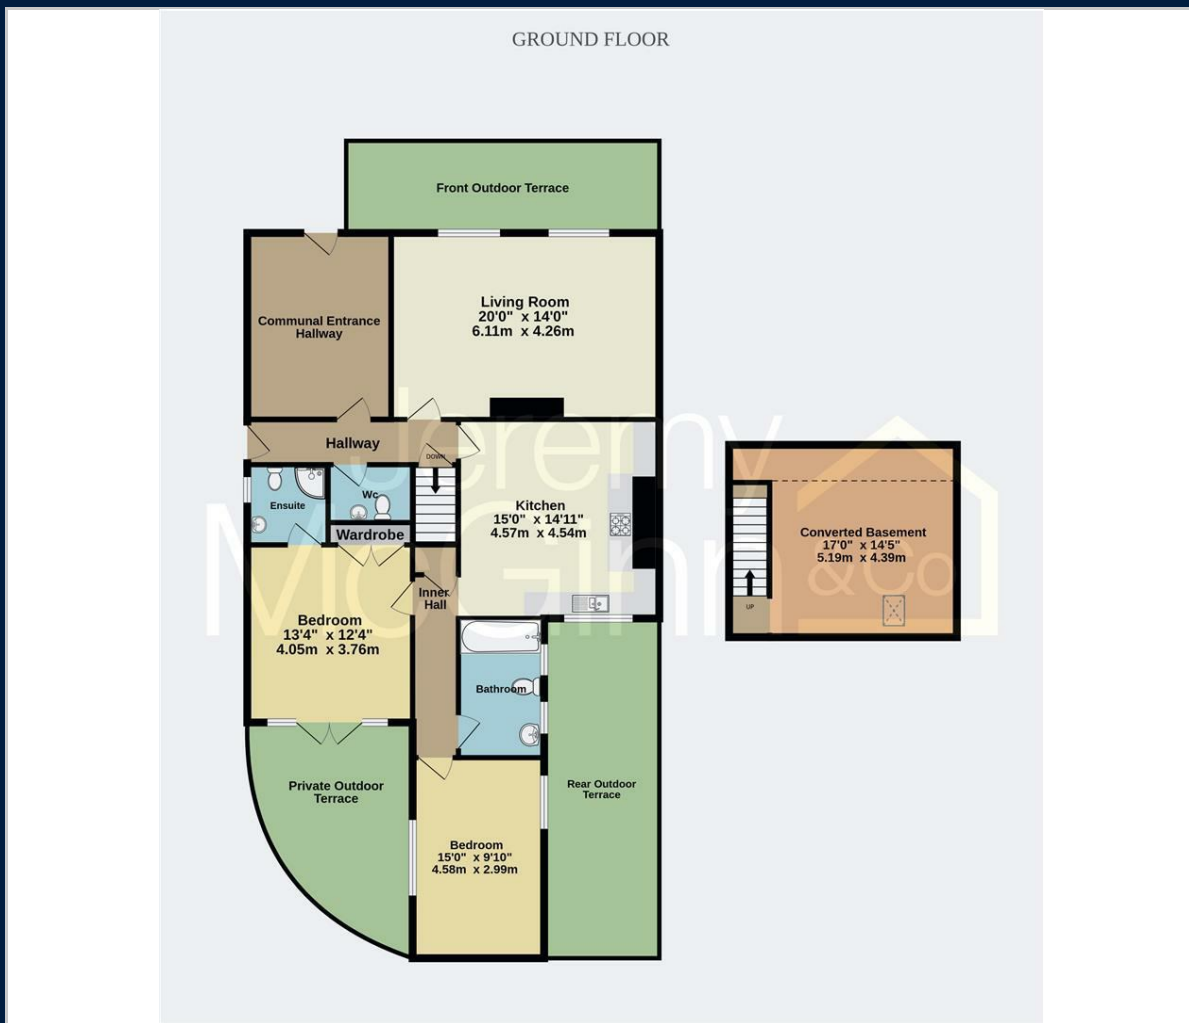 GROUND FLOOR
Front Outdoor Terrace
Communal Entrance
Hallway
Living Room
20'0" x 14'0"
6.11m x 4.26m
Hallway
DOWN
Ensuite
Wc
Wardrobe
Kitchen
15'0" x 14'11"
4.57m x 4.54m
Inner
Hall
Bedroom
13'4" x 12'4"
4.05m x 3.76m
Bathroom
Private Outdoor
Terrace
Rear Outdoor
Terrace
Bedroom
15'0" x 9'10"
4.58m x 2.99m
Converted Basement
17'0" x 14'5"
5.19m x 4.39m
UP
Jeremy
McGinn & Co